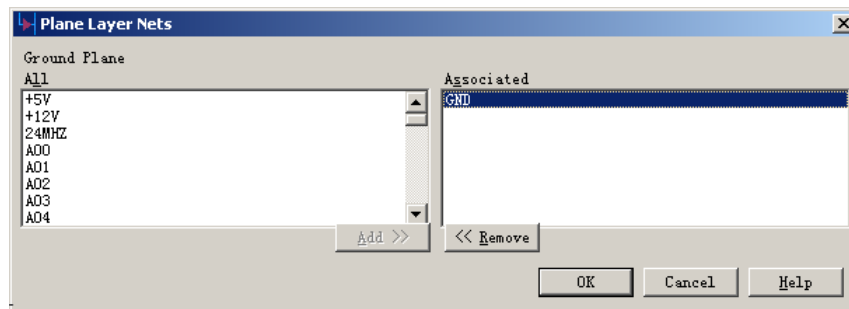 Plane Layer Nets
Ground Plane
All
+5V
+12V
24MHZ
A00
A01
A02
A03
A04
Associated
GND
Add >>
<< Remove
OK
Cancel
Help